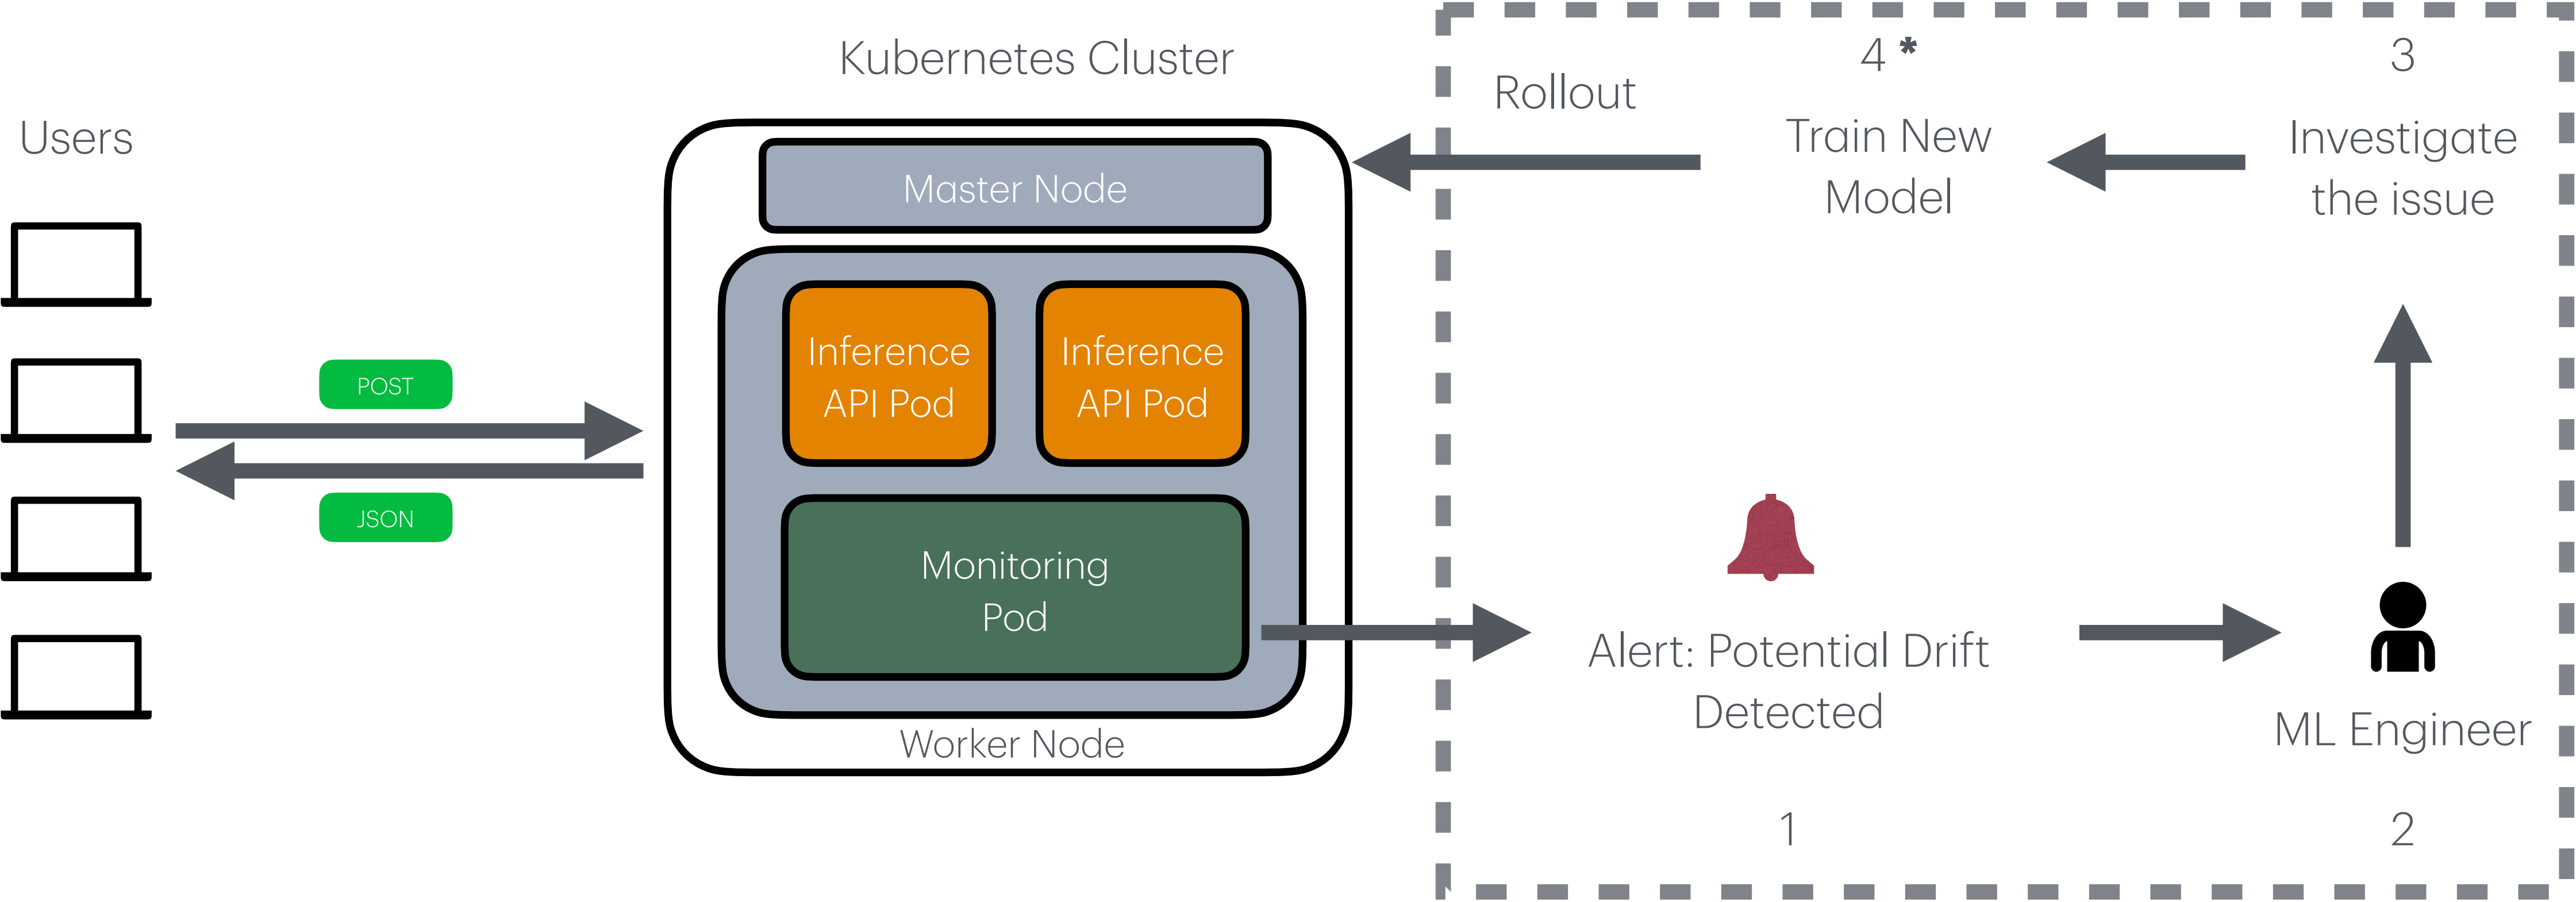 Users
POST
JSON
Kubernetes Cluster
Master Node
Inference
API Pod
Inference
API Pod
Monitoring
Pod
Worker Node
Rollout
4 *
Train New
Model
3
Investigate
the issue
Alert: Potential Drift
Detected
1
ML Engineer
2